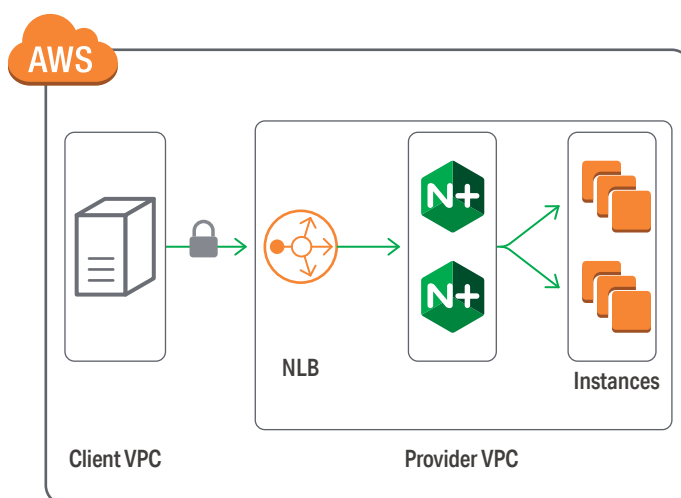 AWS
N+
N+
NLB
Instances
Client VPC
Provider VPC